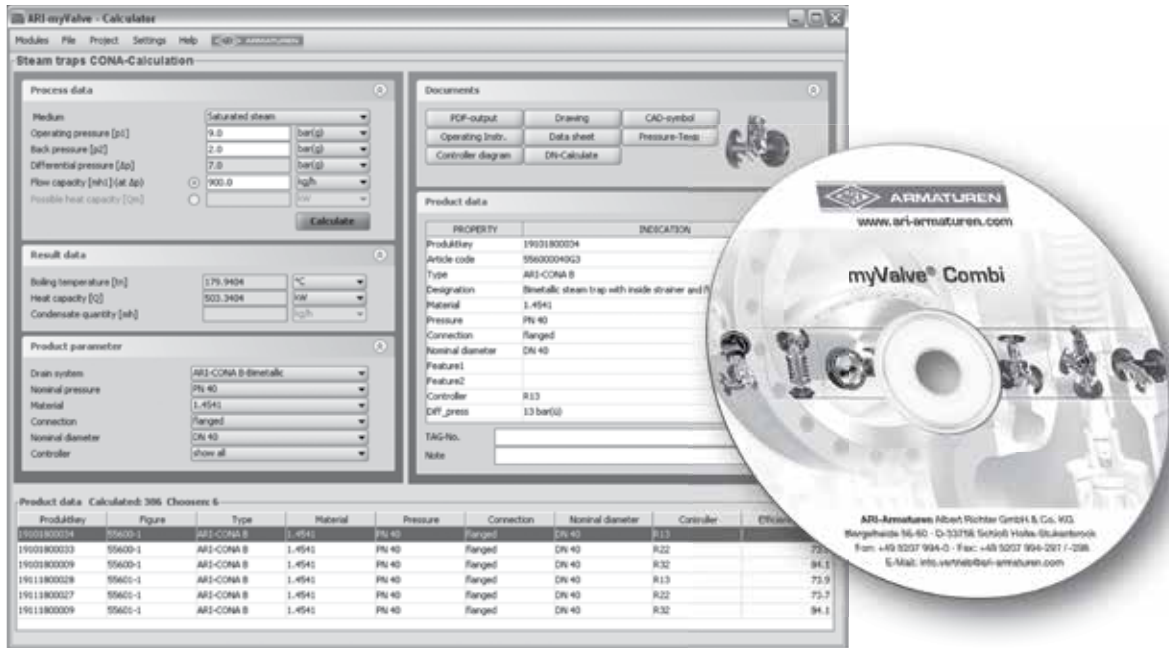 ARI-myValve - Calculator
Modules File Project Settings Help ARMATUREN
Steam traps CONA-Calculation
Process data
Medium Saturated steam
Operating pressure [p1] 9.0 bar(g)
Back pressure [p2] 2.0 bar(g)
Differential pressure [Δp] 7.0 bar(g)
Flow capacity [mh1] (at Δp) 900.0 kg/h
Possible heat capacity [Qm] kW
Calculate
Result data
Boiling temperature [tn] 179.9404 °C
Heat capacity [Q] 503.3404 kW
Condensate quantity [mh] kg/h
Product parameter
Drain system ARI-CONA B-Bimetallic
Nominal pressure PN 40
Material 1.4541
Connection flanged
Nominal diameter DN 40
Controller show all
Documents
PDF-output Drawing CAD-symbol
Operating Instr. Data sheet
Controller diagram DN-Calculate
Product data
PROPERTY INDICATION
Produktkey 19101800034
Article code
Type ARI-CONA B
Designation Bimetallic steam trap with inside strainer and
Material 1.4541
Pressure PN 40
Connection flanged
Nominal diameter DN 40
Feature1
Feature2
Controller R13
Diff_press 13 bar(ü)
TAG-No.
Note
Product data Calculated: 386 Choosen: 6
Produktkey Figure Type Material Pressure Connection Nominal diameter Controller
19101800034 55600-1 ARI-CONA B 1.4541 PN 40 flanged DN 40 R13
19101800033 55600-1 ARI-CONA B 1.4541 PN 40 flanged DN 40 R22
19101800009 55600-1 ARI-CONA B 1.4541 PN 40 flanged DN 40 R32 84.1
19111800028 55601-1 ARI-CONA B 1.4541 PN 40 flanged DN 40 R13 73.9
19111800027 55601-1 ARI-CONA B 1.4541 PN 40 flanged DN 40 R22 73.7
19111800009 55601-1 ARI-CONA B 1.4541 PN 40 flanged DN 40 R32 84.1
ARI ARMATUREN
www.ari-armaturen.com
myValve® Combi
ARI-Armaturen Albert Richter GmbH & Co. KG.
Bergelheide 56-60 · D-33756 Schloß Holte-Stukenbrock
Fon: +49 5207 994-0 · Fax: +49 5207 994-297 / -298
E-Mail: info.vertrieb@ari-armaturen.com